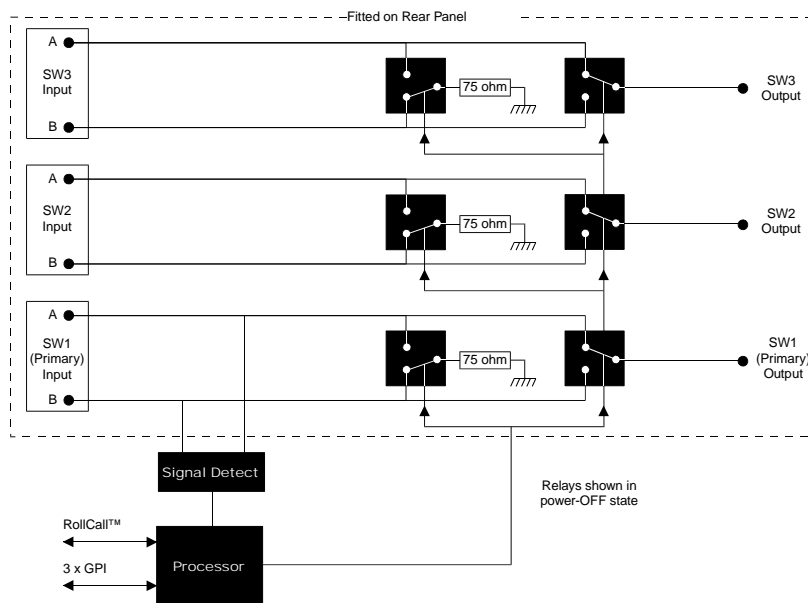 Fitted on Rear Panel
A
SW3
Input
B
75 ohm
SW3
Output
A
SW2
Input
B
75 ohm
SW2
Output
A
SW1
(Primary)
Input
B
75 ohm
SW1
(Primary)
Output
Signal Detect
Relays shown in
power-OFF state
RollCall™
3 x GPI
Processor